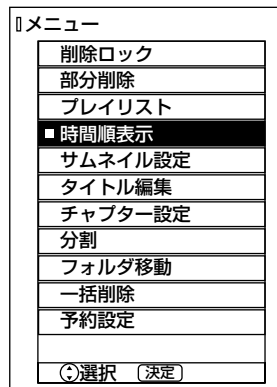 メニュー
削除ロック
部分削除
プレイリスト
時間順表示
サムネイル設定
タイトル編集
チャプター設定
分割
フォルダ移動
一括削除
予約設定
選択 決定